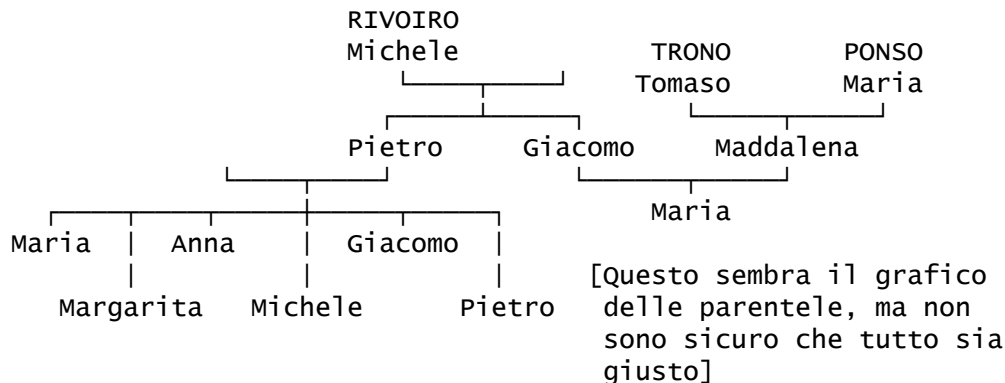 RIVOIRO
Michele TRONO PONSO
Tomaso Maria
Pietro Giacomo Maddalena
Maria
Maria Anna Giacomo
Margarita Michele Pietro
[Questo sembra il grafico
delle parentele, ma non
sono sicuro che tutto sia
giusto]